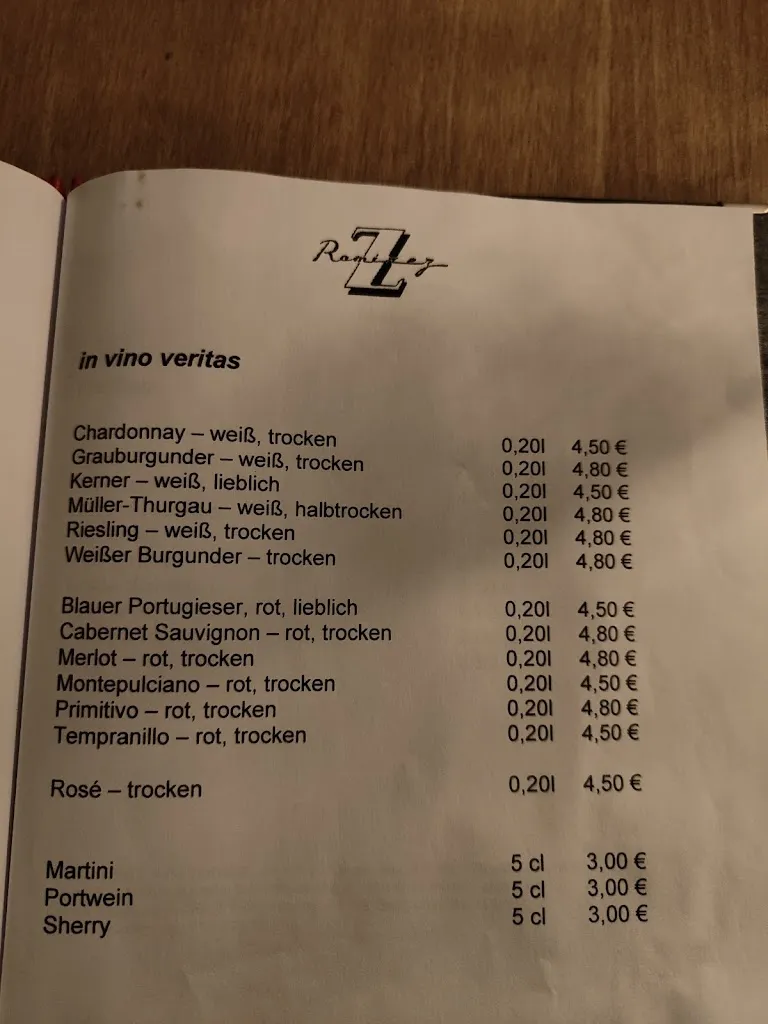 Ramirez
Z
in vino veritas
Chardonnay – weiß, trocken 0,20l 4,50 €
Grauburgunder – weiß, trocken 0,20l 4,80 €
Kerner – weiß, lieblich 0,20l 4,50 €
Müller-Thurgau – weiß, halbtrocken 0,20l 4,80 €
Riesling – weiß, trocken 0,20l 4,80 €
Weißer Burgunder – trocken 0,20l 4,80 €
Blauer Portugieser, rot, lieblich 0,20l 4,50 €
Cabernet Sauvignon – rot, trocken 0,20l 4,80 €
Merlot – rot, trocken 0,20l 4,80 €
Montepulciano – rot, trocken 0,20l 4,50 €
Primitivo – rot, trocken 0,20l 4,80 €
Tempranillo – rot, trocken 0,20l 4,50 €
Rosé – trocken 0,20l 4,50 €
Martini 5 cl 3,00 €
Portwein 5 cl 3,00 €
Sherry 5 cl 3,00 €